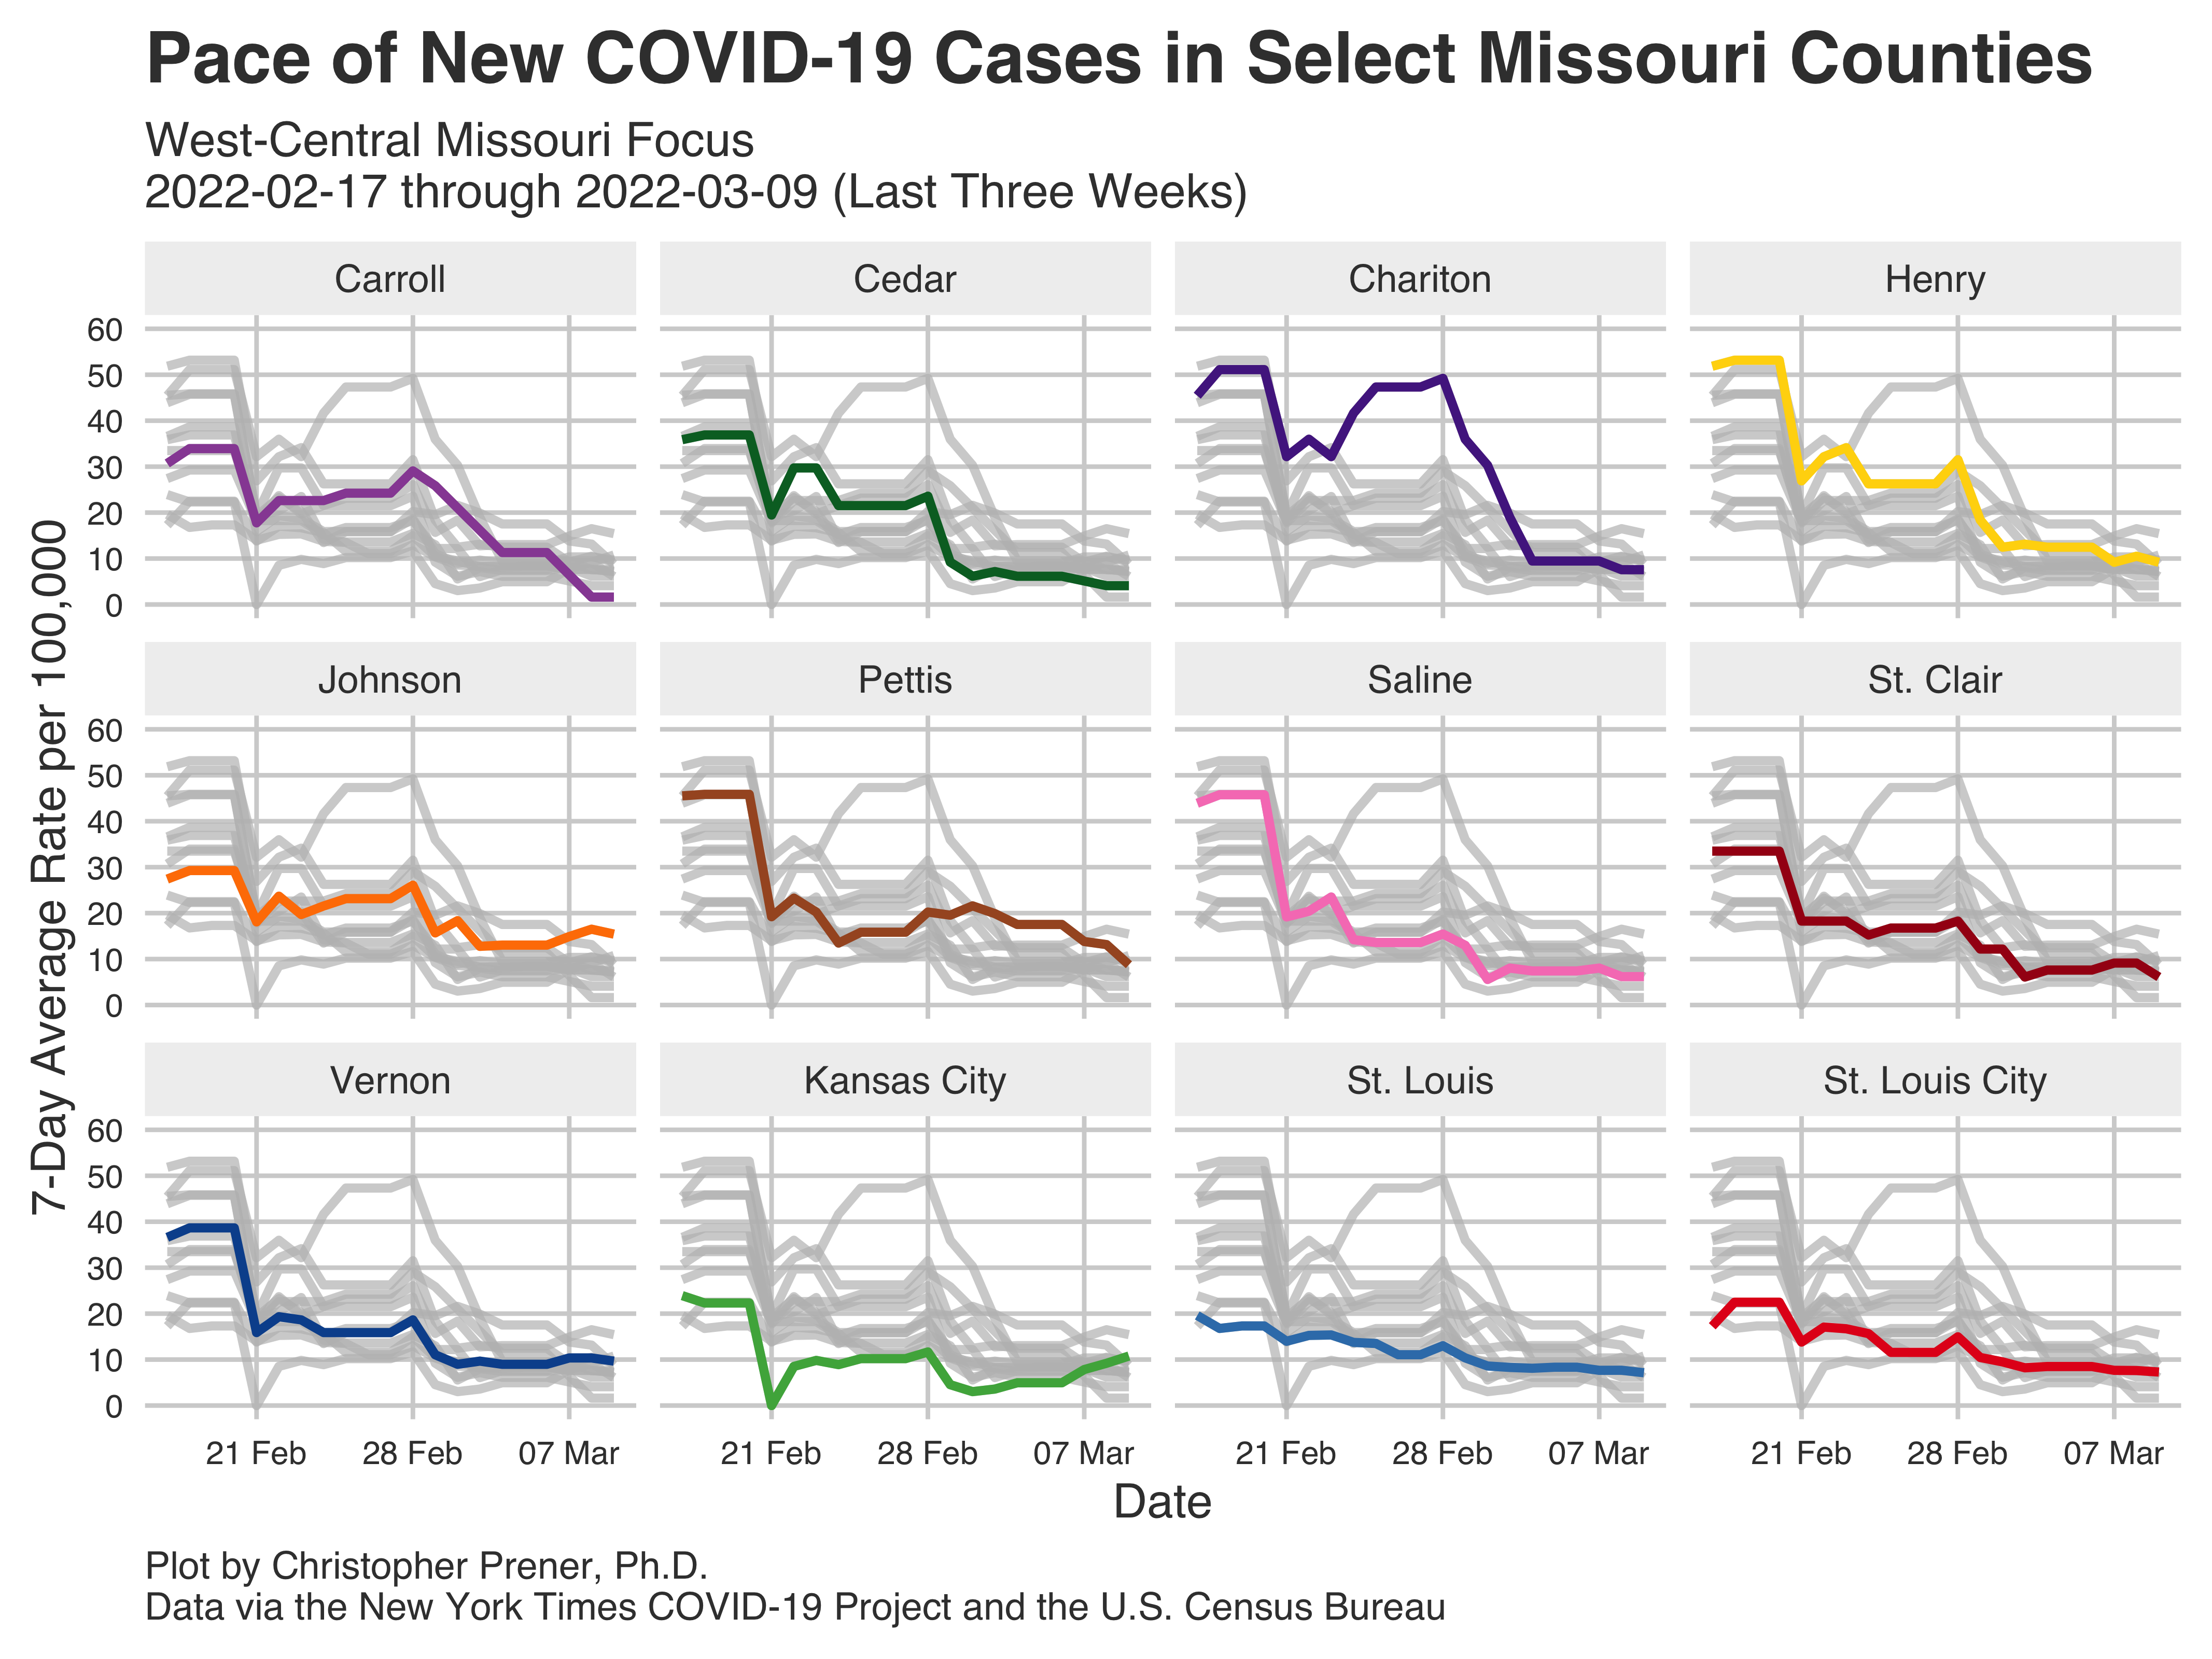 Pace of New COVID-19 Cases in Select Missouri Counties
West-Central Missouri Focus
2022-02-17 through 2022-03-09 (Last Three Weeks)
7-Day Average Rate per 100,000
Carroll Cedar Chariton Henry
60
50
40
30
20
10
0
Johnson Pettis Saline St. Clair
60
50
40
30
20
10
0
Vernon Kansas City St. Louis St. Louis City
60
50
40
30
20
10
0
21 Feb 28 Feb 07 Mar 21 Feb 28 Feb 07 Mar 21 Feb 28 Feb 07 Mar 21 Feb 28 Feb 07 Mar
Date
Plot by Christopher Prener, Ph.D.
Data via the New York Times COVID-19 Project and the U.S. Census Bureau